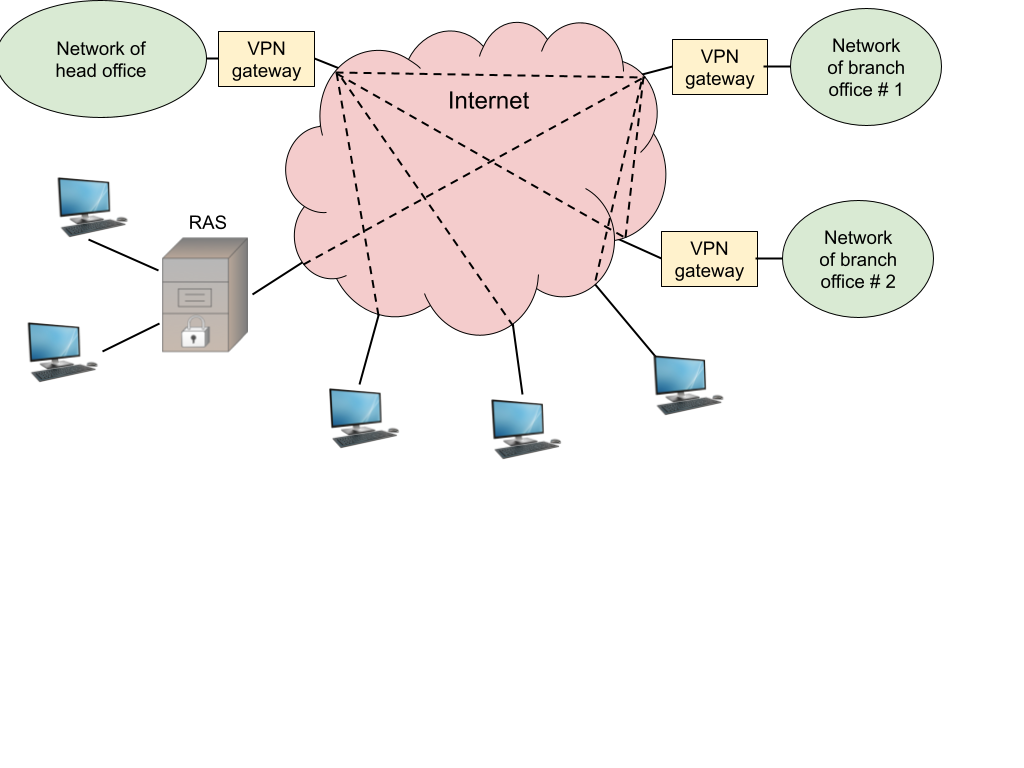 Network of
head office
VPN
gateway
Internet
VPN
gateway
Network
of branch
office # 1
RAS
VPN
gateway
Network
of branch
office # 2